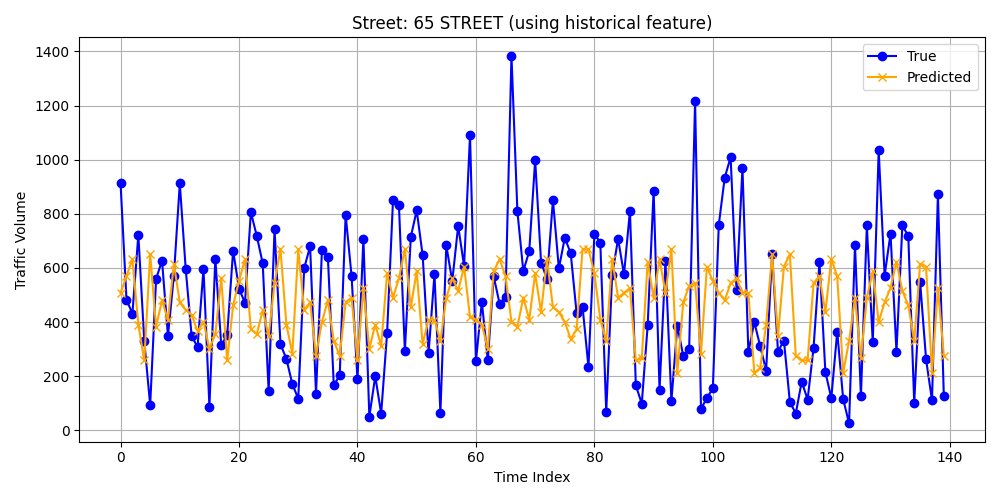 Street: 65 STREET (using historical feature)
True
Predicted
Traffic Volume
1400
1200
1000
800
600
400
200
0
0 20 40 60 80 100 120 140
Time Index